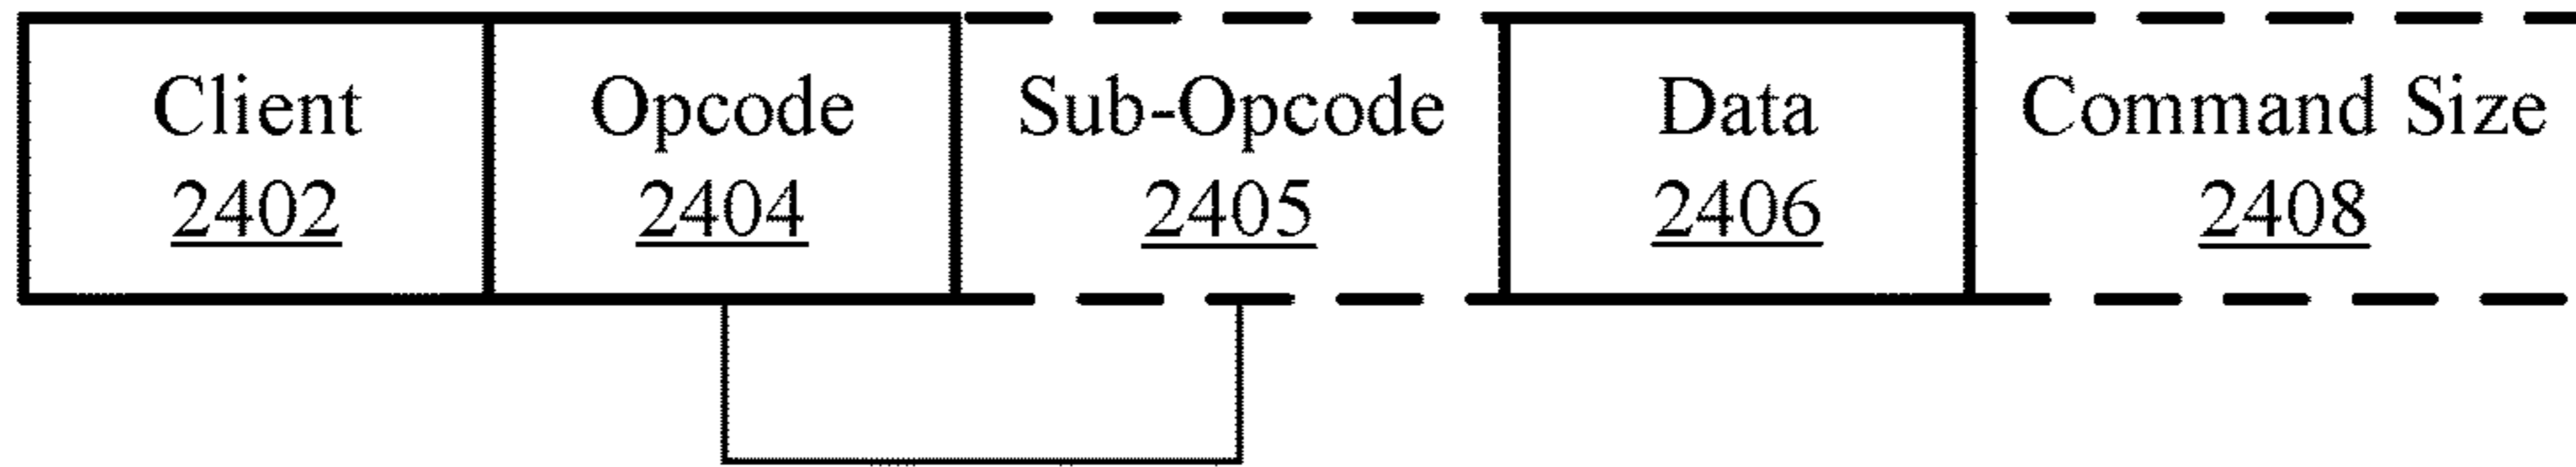 Client Opcode Sub-Opcode Data Command Size
2402 2404 2405 2406 2408